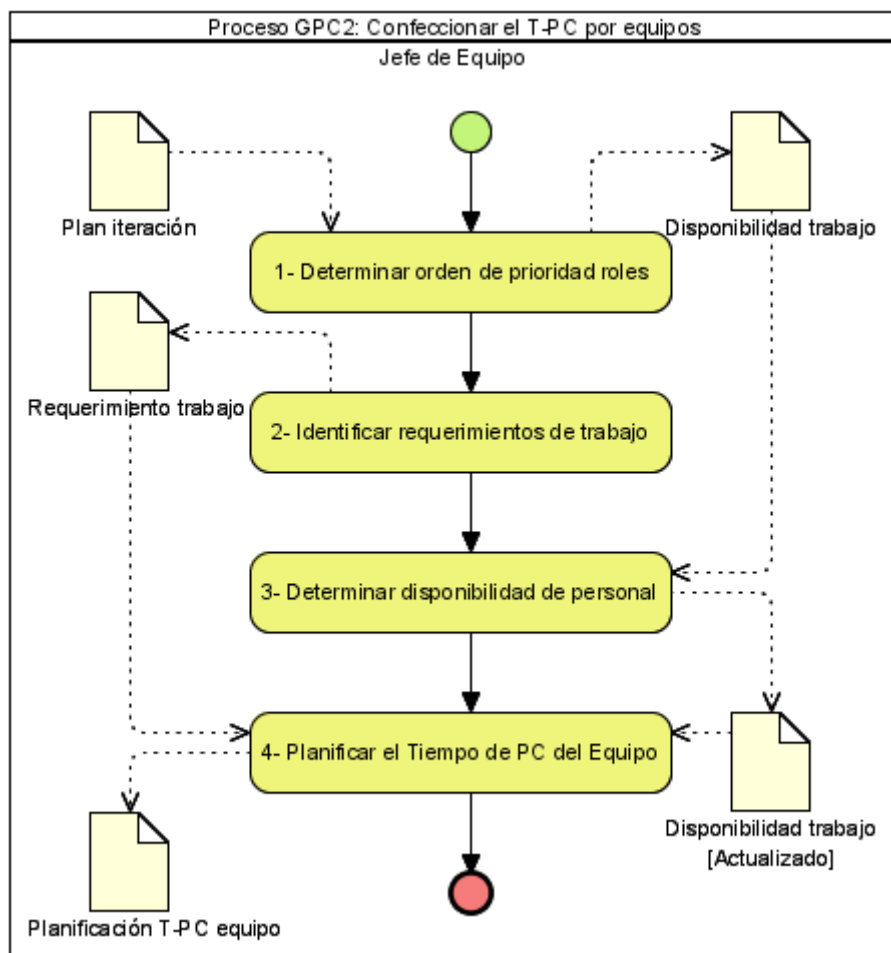 Proceso GPC2: Confeccionar el T-PC por equipos
Jefe de Equipo
Plan iteración
Disponibilidad trabajo
1- Determinar orden de prioridad roles
Requerimiento trabajo
2- Identificar requerimientos de trabajo
3- Determinar disponibilidad de personal
4- Planificar el Tiempo de PC del Equipo
Disponibilidad trabajo
[Actualizado]
Planificación T-PC equipo